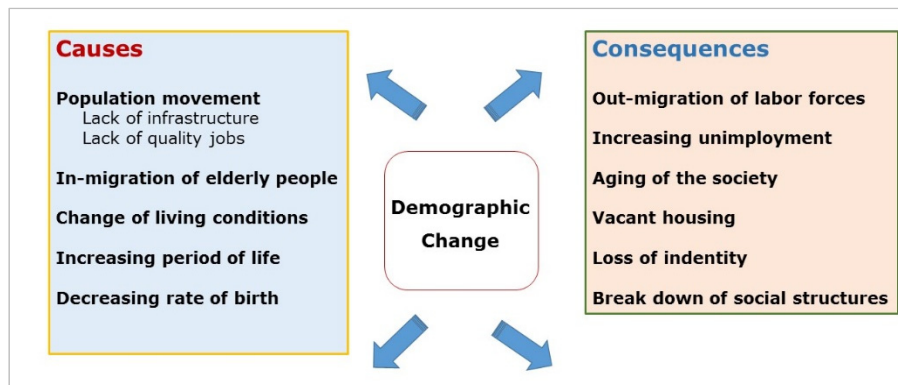 Causes
Population movement
Lack of infrastructure
Lack of quality jobs
In-migration of elderly people
Change of living conditions
Increasing period of life
Decreasing rate of birth
Demographic
Change
Consequences
Out-migration of labor forces
Increasing unimployment
Aging of the society
Vacant housing
Loss of indentity
Break down of social structures